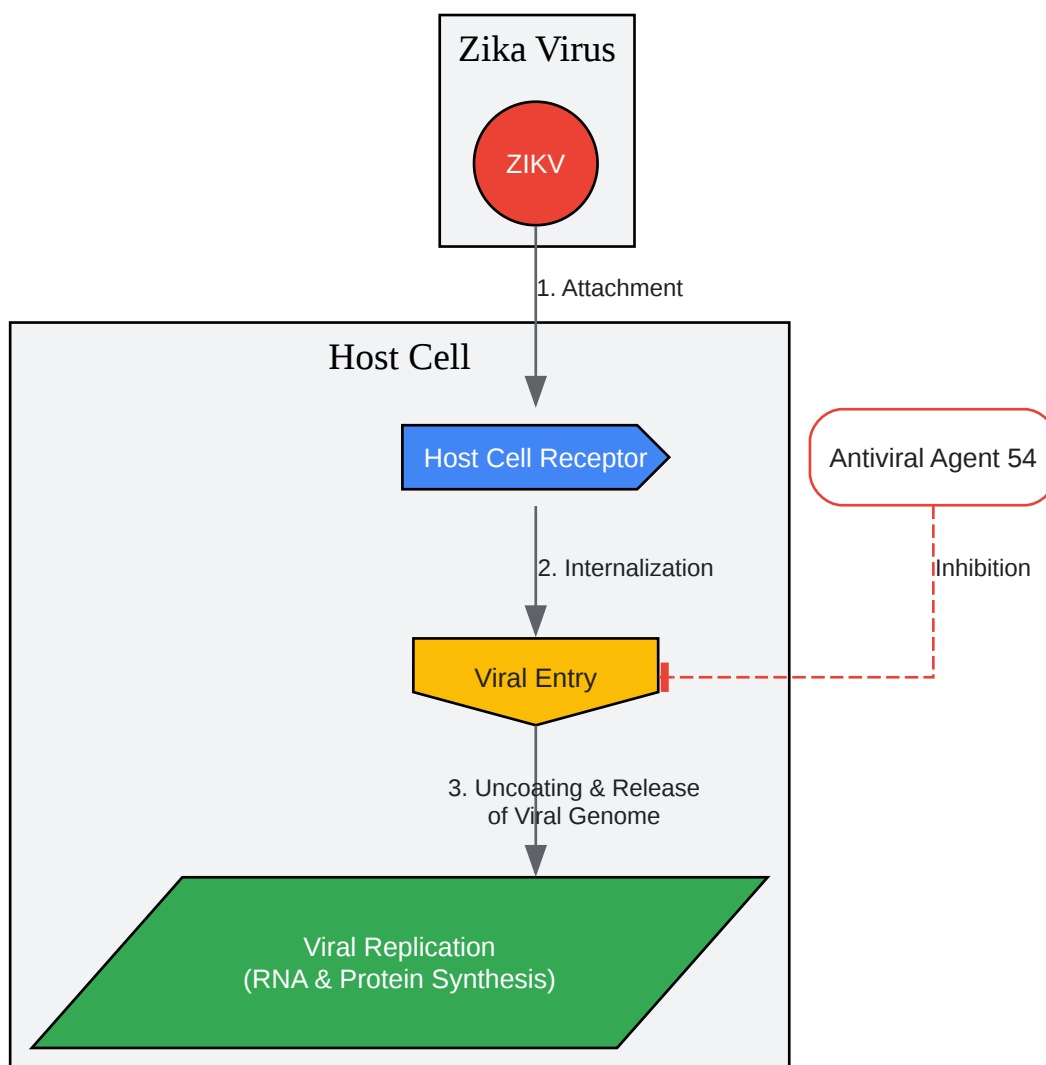 Zika Virus
ZIKV
1. Attachment
Host Cell
Host Cell Receptor
Antiviral Agent 54
2. Internalization
Inhibition
Viral Entry
3. Uncoating & Release
of Viral Genome
Viral Replication
(RNA & Protein Synthesis)